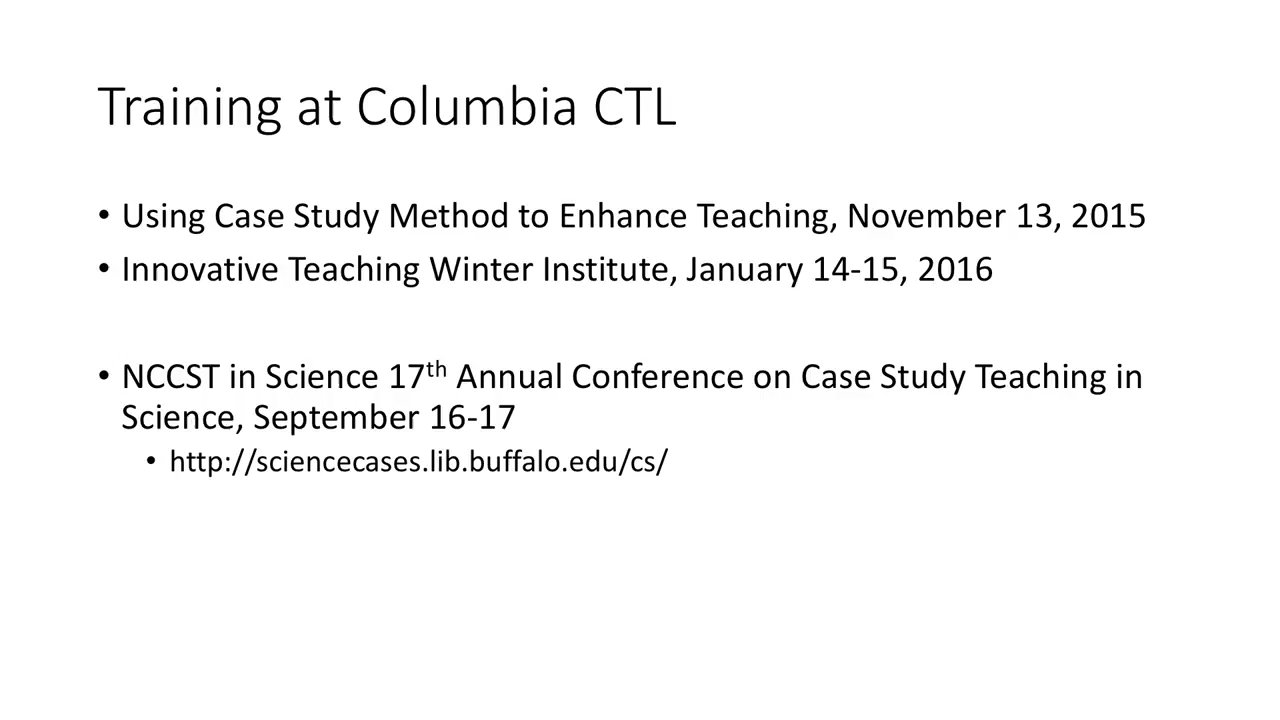 Training at Columbia CTL
• Using Case Study Method to Enhance Teaching, November 13, 2015
• Innovative Teaching Winter Institute, January 14-15, 2016
• NCCST in Science 17th Annual Conference on Case Study Teaching in
Science, September 16-17
• http://sciencecases.lib.buffalo.edu/cs/